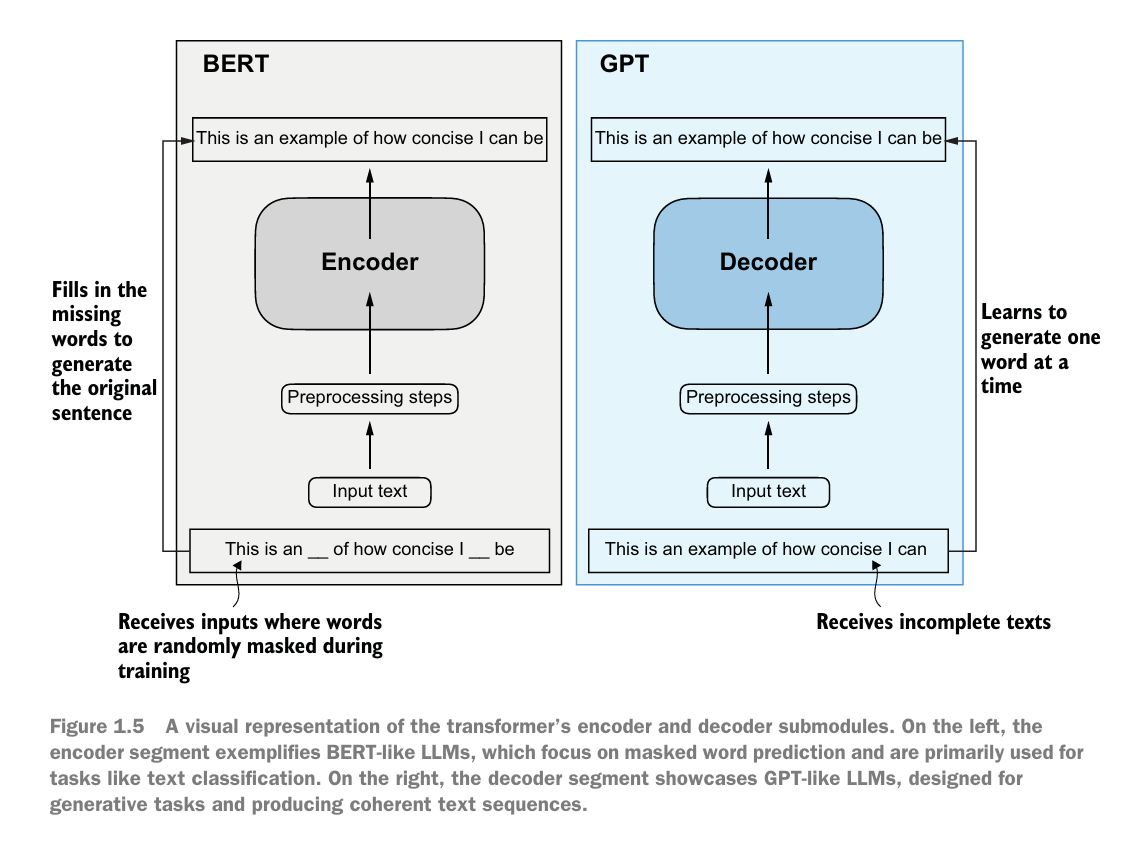 BERT
This is an example of how concise I can be
Encoder
Preprocessing steps
Input text
This is an __ of how concise I __ be
Fills in the
missing
words to
generate
the original
sentence
Receives inputs where words
are randomly masked during
training
GPT
This is an example of how concise I can be
Decoder
Preprocessing steps
Input text
This is an example of how concise I can
Learns to
generate one
word at a
time
Receives incomplete texts
Figure 1.5 A visual representation of the transformer’s encoder and decoder submodules. On the left, the
encoder segment exemplifies BERT-like LLMs, which focus on masked word prediction and are primarily used for
tasks like text classification. On the right, the decoder segment showcases GPT-like LLMs, designed for
generative tasks and producing coherent text sequences.